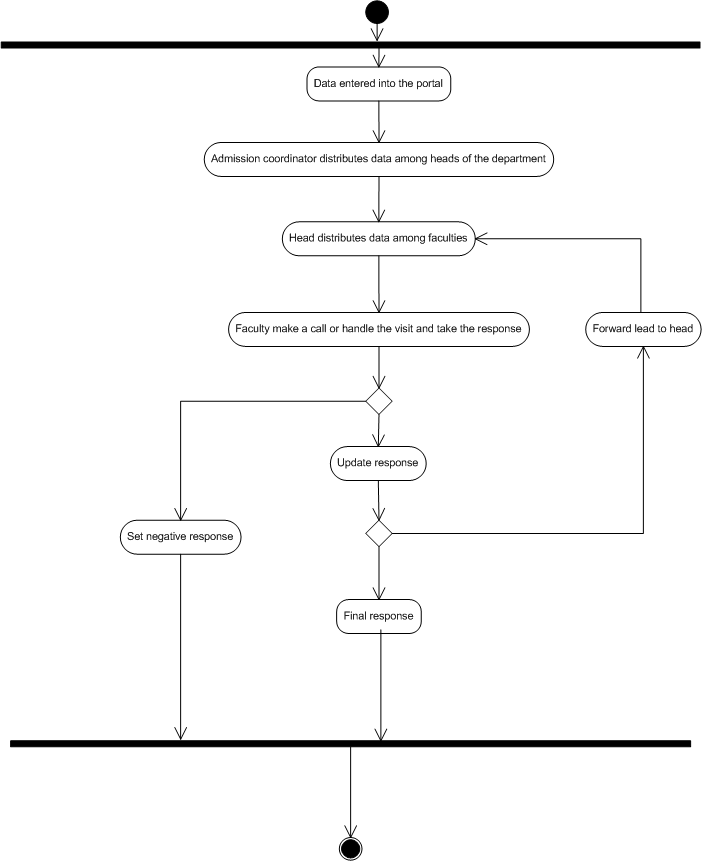 Data entered into the portal
Admission coordinator distributes data among heads of the department
Head distributes data among faculties
Faculty make a call or handle the visit and take the response
Forward lead to head
Update response
Set negative response
Final response